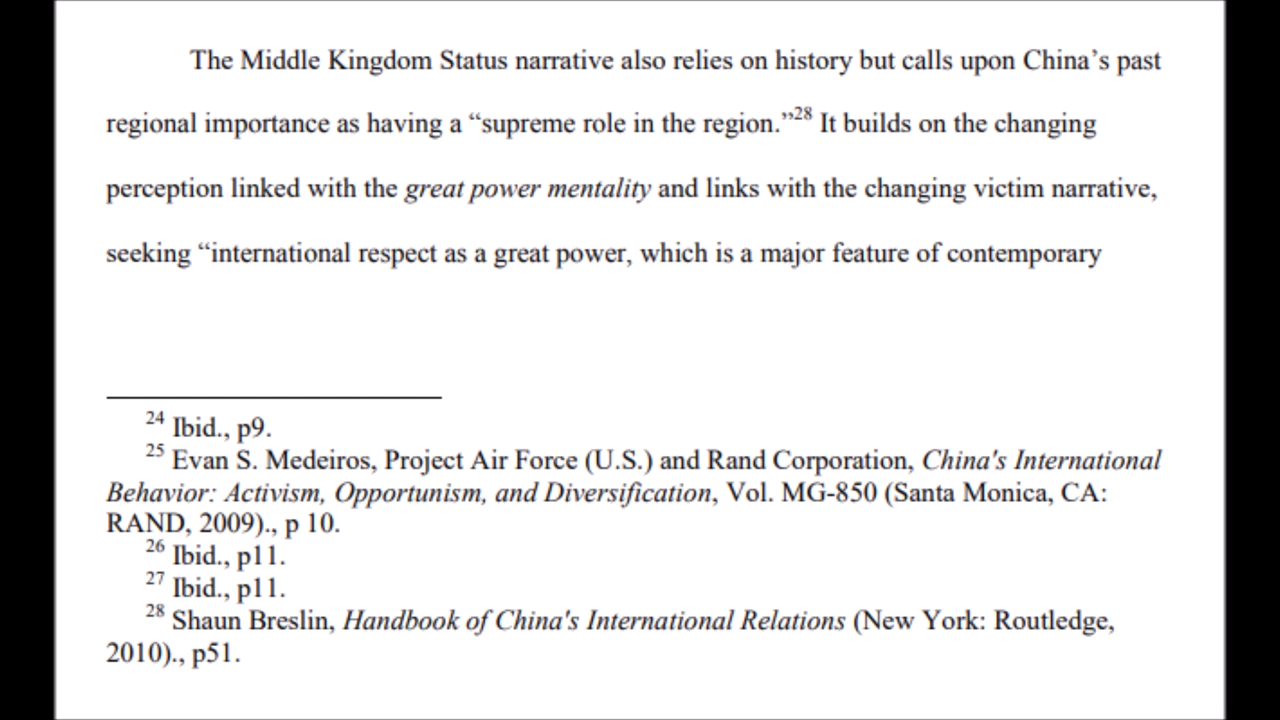 The Middle Kingdom Status narrative also relies on history but calls upon China’s past
regional importance as having a “supreme role in the region.”28 It builds on the changing
perception linked with the great power mentality and links with the changing victim narrative,
seeking “international respect as a great power, which is a major feature of contemporary
24 Ibid., p9.
25 Evan S. Medeiros, Project Air Force (U.S.) and Rand Corporation, China's International
Behavior: Activism, Opportunism, and Diversification, Vol. MG-850 (Santa Monica, CA:
RAND, 2009)., p 10.
26 Ibid., p11.
27 Ibid., p11.
28 Shaun Breslin, Handbook of China's International Relations (New York: Routledge,
2010)., p51.